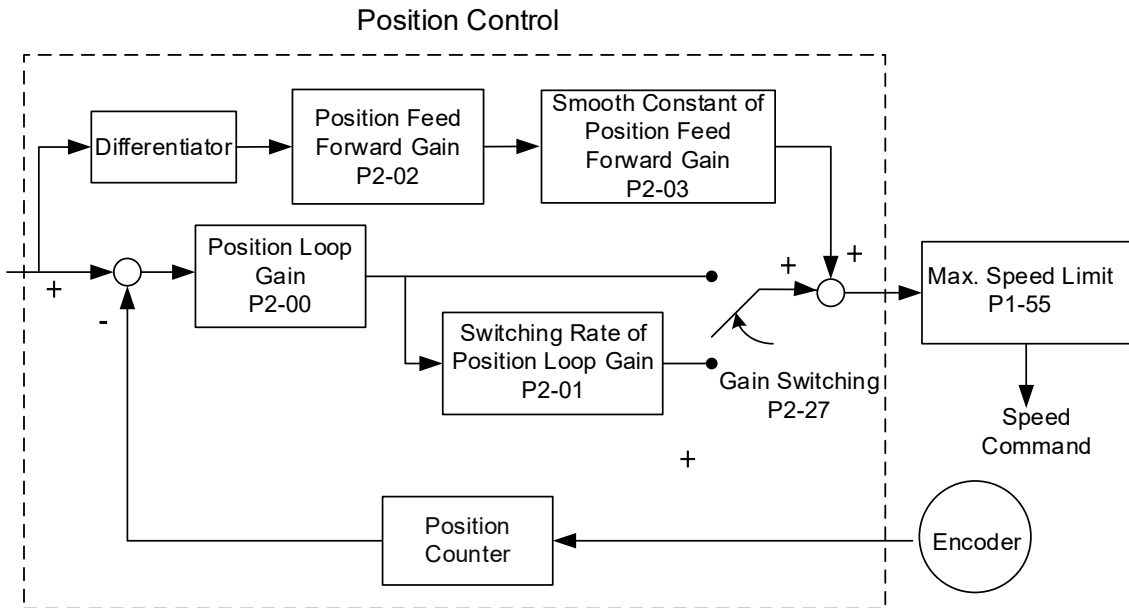 Position Control
Differentiator
Position Feed
Forward Gain
P2-02
Smooth Constant of
Position Feed
Forward Gain
P2-03
+
-
Position Loop
Gain
P2-00
Switching Rate of
Position Loop Gain
P2-01
+
+
Gain Switching
P2-27
Max. Speed Limit
P1-55
Speed
Command
+
Position
Counter
Encoder